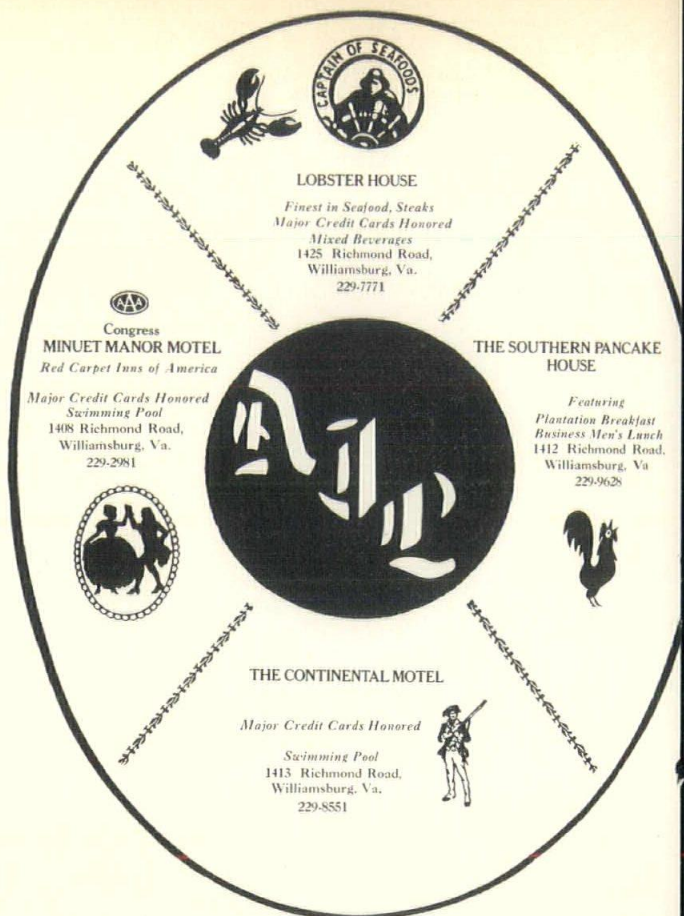 CAPTAIN OF SEAFOODS
LOBSTER HOUSE
Finest in Seafood, Steaks
Major Credit Cards Honored
Mixed Beverages
1425 Richmond Road,
Williamsburg, Va.
229-7771
AAA
Congress
MINUET MANOR MOTEL
Red Carpet Inns of America
Major Credit Cards Honored
Swimming Pool
1408 Richmond Road,
Williamsburg, Va.
229-2981
THE SOUTHERN PANCAKE
HOUSE
Featuring
Plantation Breakfast
Business Men's Lunch
1412 Richmond Road,
Williamsburg, Va
229-9628
THE CONTINENTAL MOTEL
Major Credit Cards Honored
Swimming Pool
1413 Richmond Road,
Williamsburg. Va.
229-8551